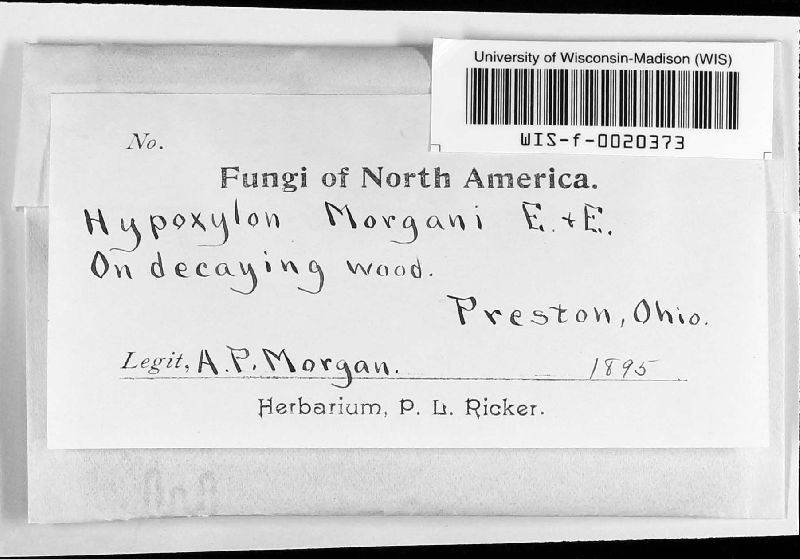 University of Wisconsin-Madison (WIS)
WIS-f-0020373
No.
Fungi of North America.
Hypoxylon Morgani E. + E.
On decaying wood.
Preston, Ohio.
Legit, A. P. Morgan. 1895
Herbarium, P. L. Ricker.